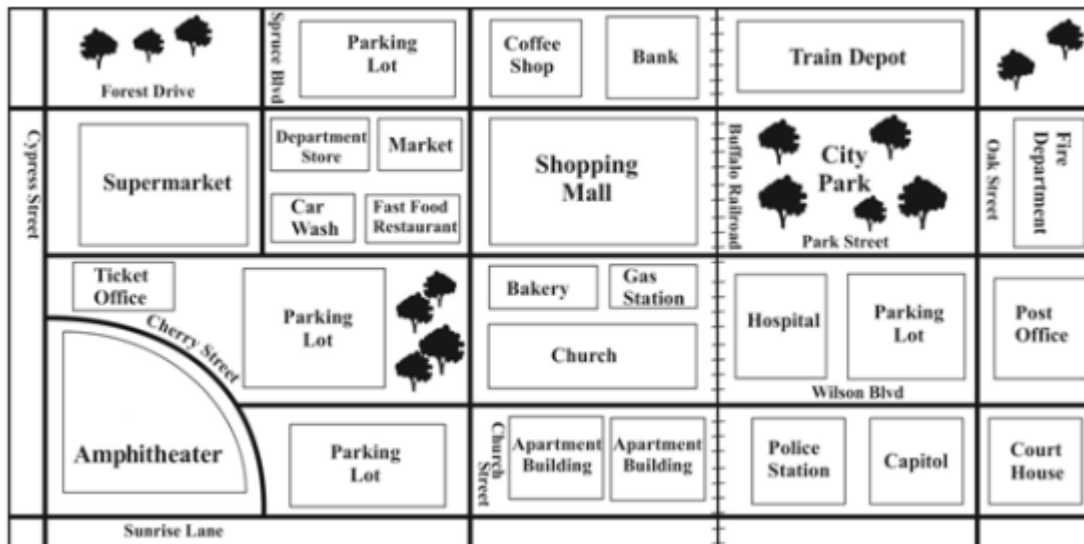 Forest Drive
Spruce Blvd
Parking
Lot
Coffee
Shop
Bank
Train Depot
Cypress Street
Supermarket
Department
Store
Market
Car
Wash
Fast Food
Restaurant
Shopping
Mall
Buffalo Railroad
City
Park
Park Street
Oak Street
Fire
Department
Ticket
Office
Cherry Street
Parking
Lot
Bakery
Gas
Station
Church
Hospital
Parking
Lot
Wilson Blvd
Post
Office
Amphitheater
Parking
Lot
Church
Street
Apartment
Building
Apartment
Building
Police
Station
Capitol
Court
House
Sunrise Lane